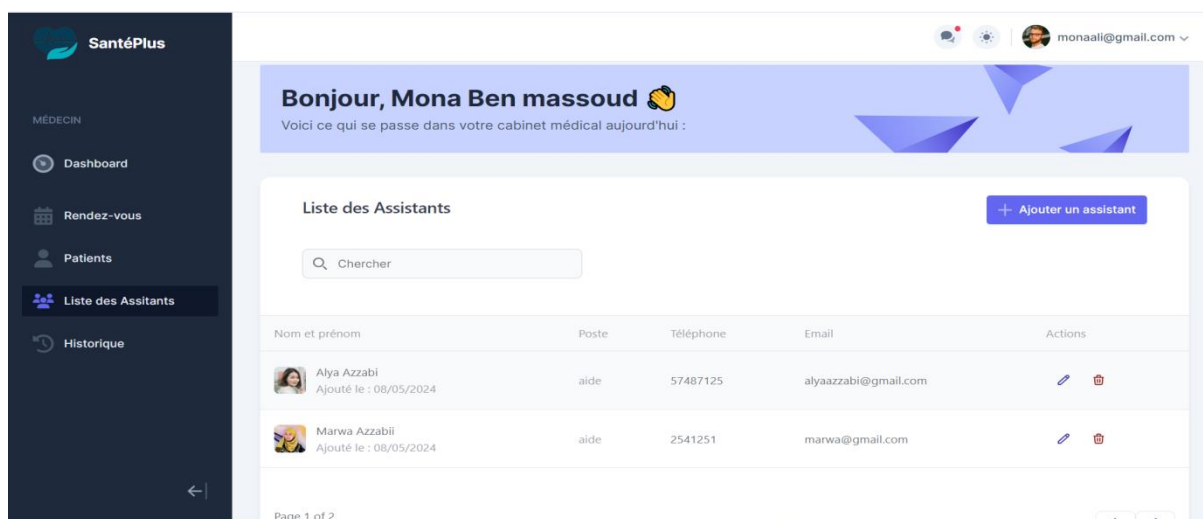 SantéPlus
monaali@gmail.com
MÉDECIN
Dashboard
Rendez-vous
Patients
Liste des Assitants
Historique
Bonjour, Mona Ben massoud
Voici ce qui se passe dans votre cabinet médical aujourd'hui :
Liste des Assistants
Ajouter un assistant
Chercher
Nom et prénom Poste Téléphone Email Actions
Alya Azzabi
Ajouté le : 08/05/2024
aide 57487125 alyaazzabi@gmail.com
Marwa Azzabii
Ajouté le : 08/05/2024
aide 2541251 marwa@gmail.com
Page 1 of 2